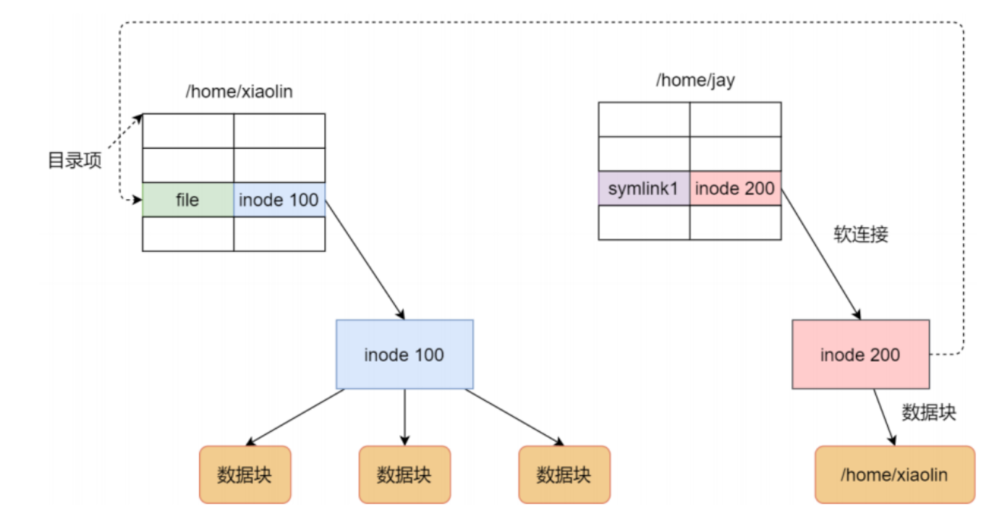 /home/xiaolin
/home/jay
目录项
file
inode 100
symlink1
inode 200
软连接
inode 100
inode 200
数据块
数据块
数据块
数据块
/home/xiaolin